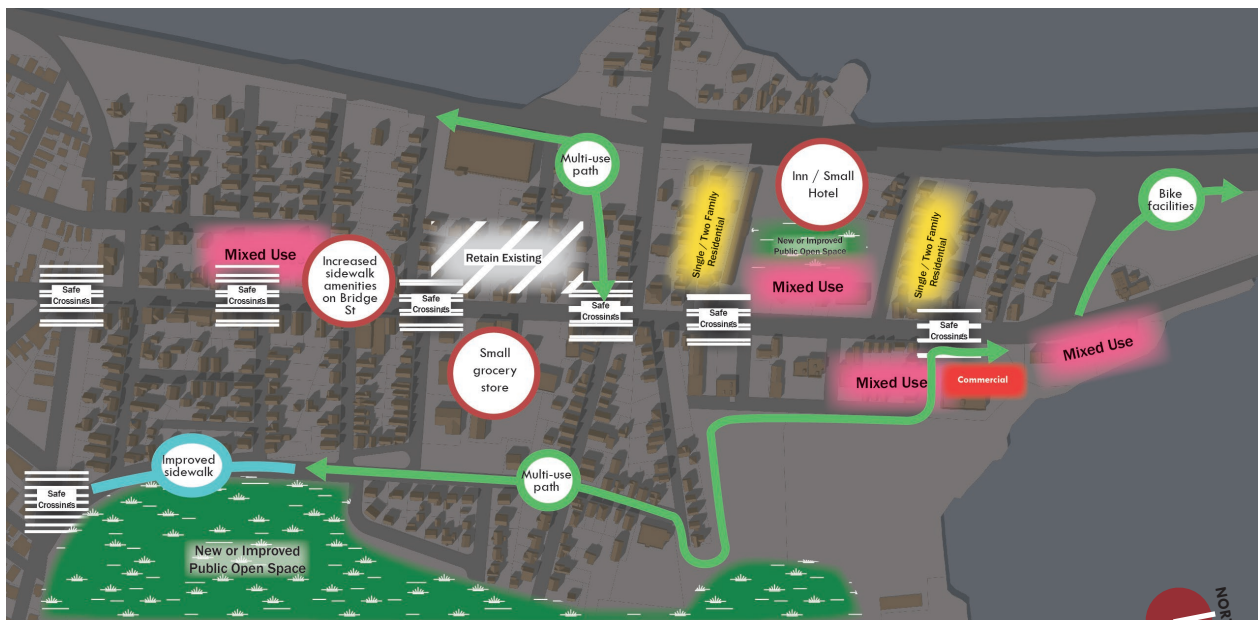 Multi-use
path
Inn / Small
Hotel
Bike
facilities
Single / Two Family
Residential
Single / Two Family
Residential
New or Improved
Public Open Space
Mixed Use
Increased
sidewalk
amenities
on Bridge
St
Retain Existing
Mixed Use
Safe
Crossings
Safe
Crossings
Safe
Crossings
Safe
Crossings
Safe
Crossings
Safe
Crossings
Mixed Use
Small
grocery
store
Mixed Use
Commercial
Improved
sidewalk
Multi-use
path
Safe
Crossings
New or Improved
Public Open Space